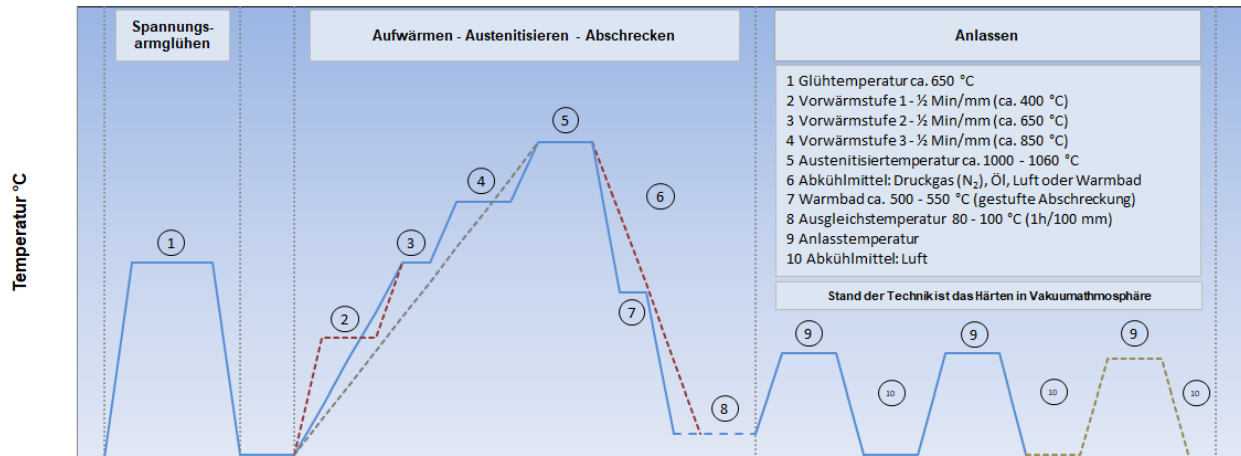 Spannungs-
armglühen
Aufwärmen - Austenitisieren - Abschrecken
Anlassen
1 Glühtemperatur ca. 650 °C
2 Vorwärmstufe 1 - ½ Min/mm (ca. 400 °C)
3 Vorwärmstufe 2 - ½ Min/mm (ca. 650 °C)
4 Vorwärmstufe 3 - ½ Min/mm (ca. 850 °C)
5 Austenitisiertemperatur ca. 1000 - 1060 °C
6 Abkühlmittel: Druckgas (N₂), Öl, Luft oder Warmbad
7 Warmbad ca. 500 - 550 °C (gestufte Abschreckung)
8 Ausgleichstemperatur 80 - 100 °C (1h/100 mm)
9 Anlasstemperatur
10 Abkühlmittel: Luft
Stand der Technik ist das Härten in Vakuumathmosphäre
Temperatur °C
1
2
3
4
5
6
7
8
9
9
9
10
10
10